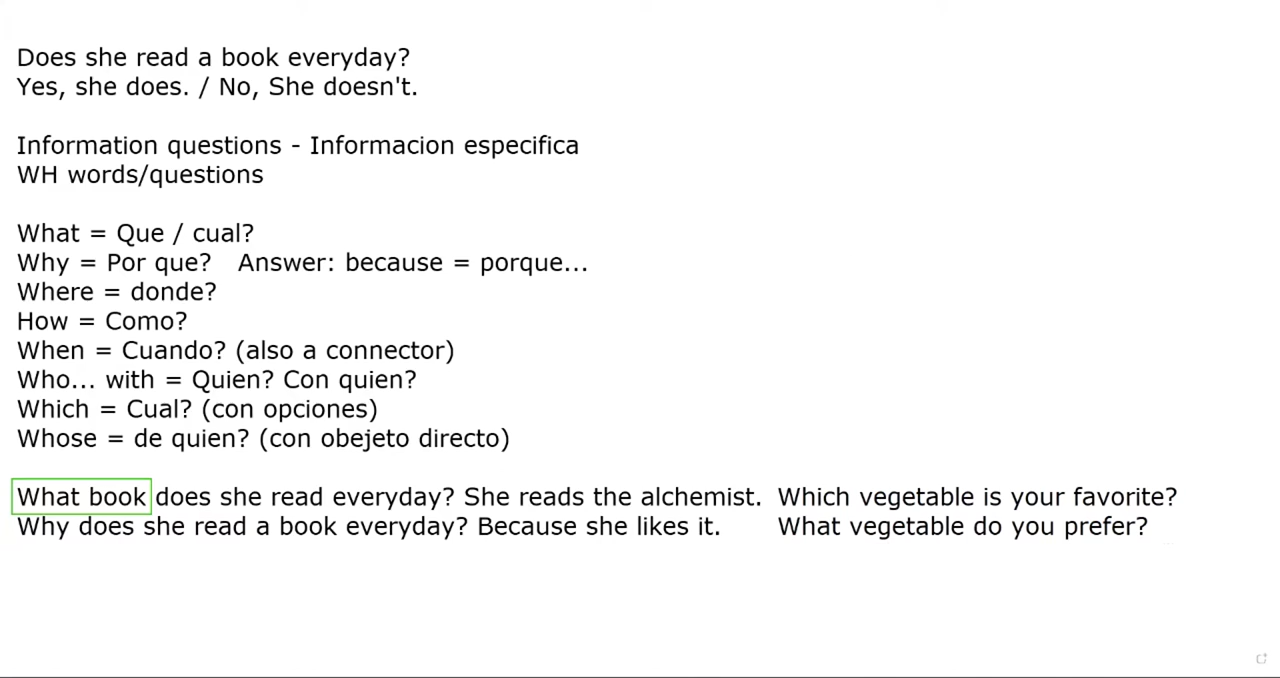 Does she read a book everyday?
Yes, she does. / No, She doesn't.
Information questions - Informacion especifica
WH words/questions
What = Que / cual?
Why = Por que? Answer: because = porque...
Where = donde?
How = Como?
When = Cuando? (also a connector)
Who... with = Quien? Con quien?
Which = Cual? (con opciones)
Whose = de quien? (con obejeto directo)
What book does she read everyday? She reads the alchemist. Which vegetable is your favorite?
Why does she read a book everyday? Because she likes it. What vegetable do you prefer?